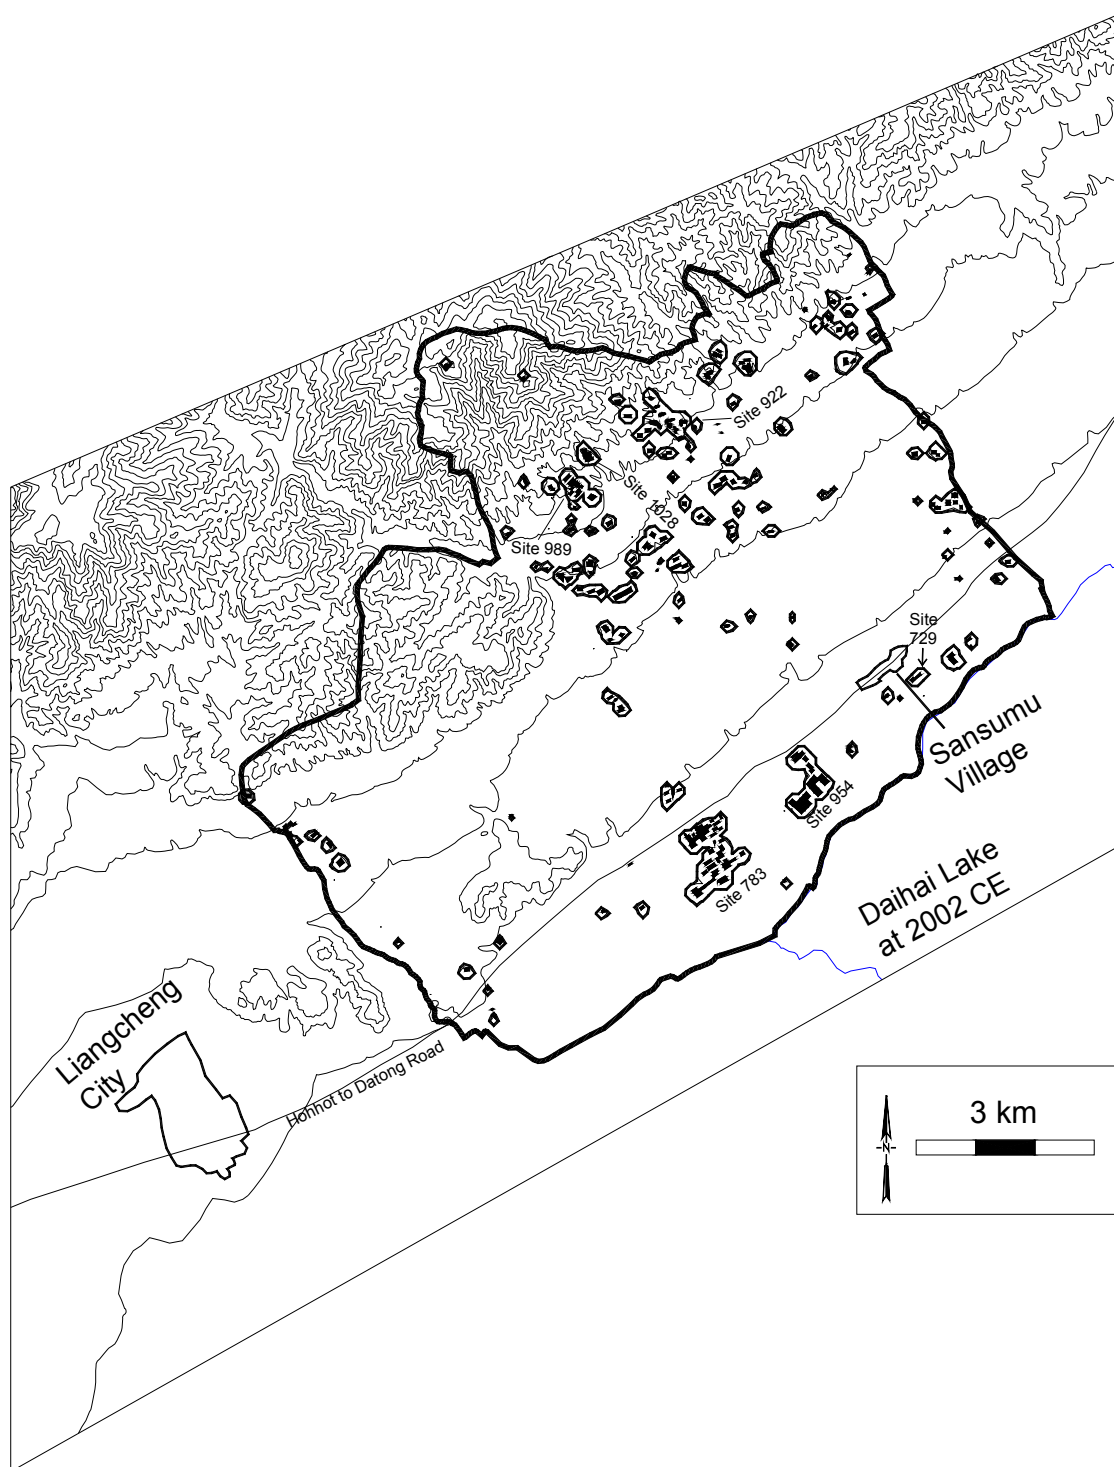 Site 922
Site 1028
Site 989
Site
729
Sansumu
Village
Site 954
Site 783
Daihai Lake
at 2002 CE
Liangcheng
City
Hohhot to Datong Road
3 km
N